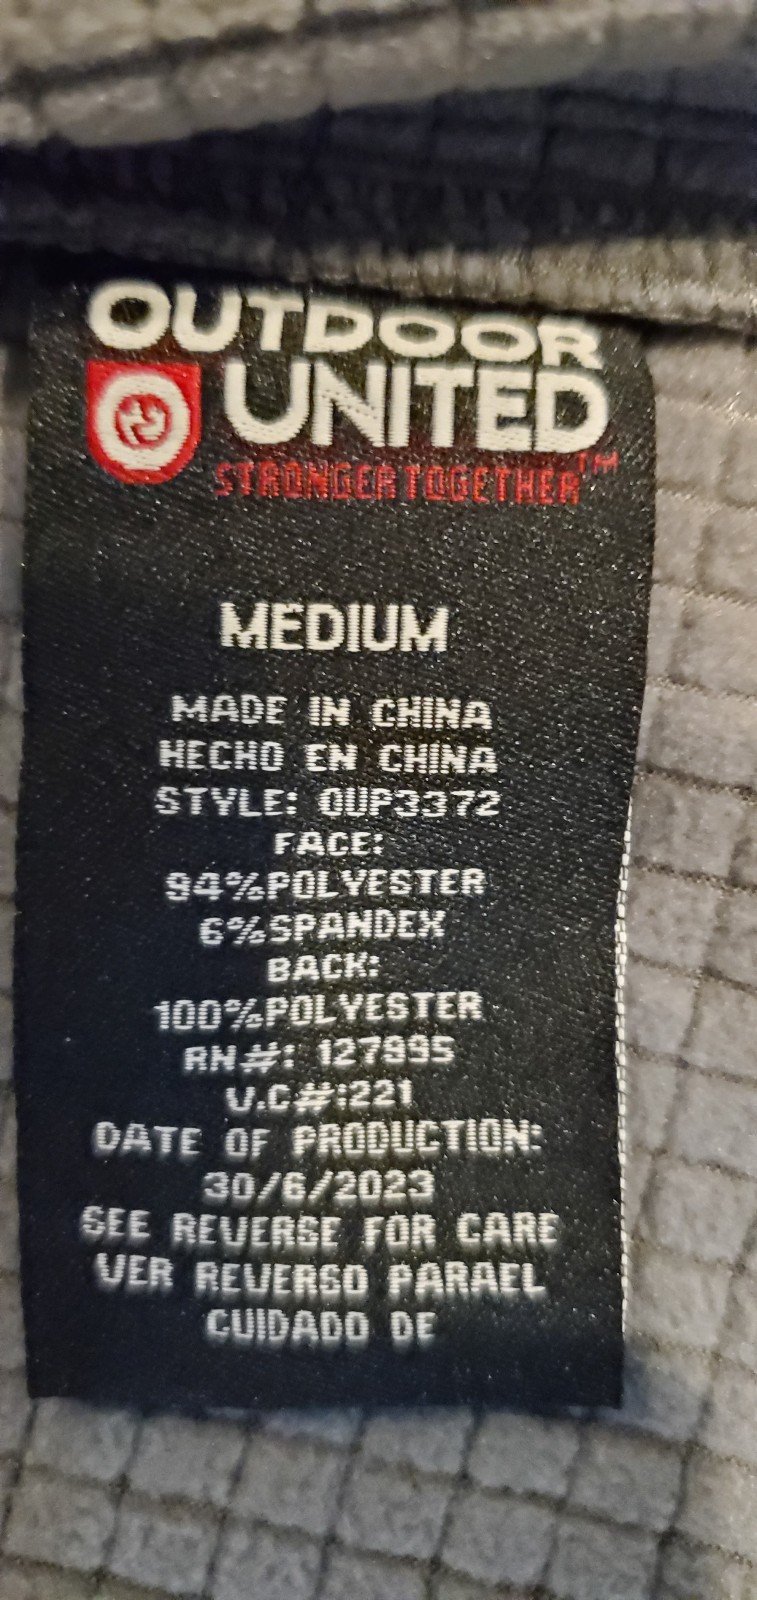 OUTDOOR
UNITED
STRONGER TOGETHER™
MEDIUM
MADE IN CHINA
HECHO EN CHINA
STYLE: OUP3372
FACE:
94%POLYESTER
6%SPANDEX
BACK:
100%POLYESTER
RN#: 127995
V.C#:221
DATE OF PRODUCTION:
30/6/2023
SEE REVERSE FOR CARE
VER REVERSO PARAEL
CUIDADO DE